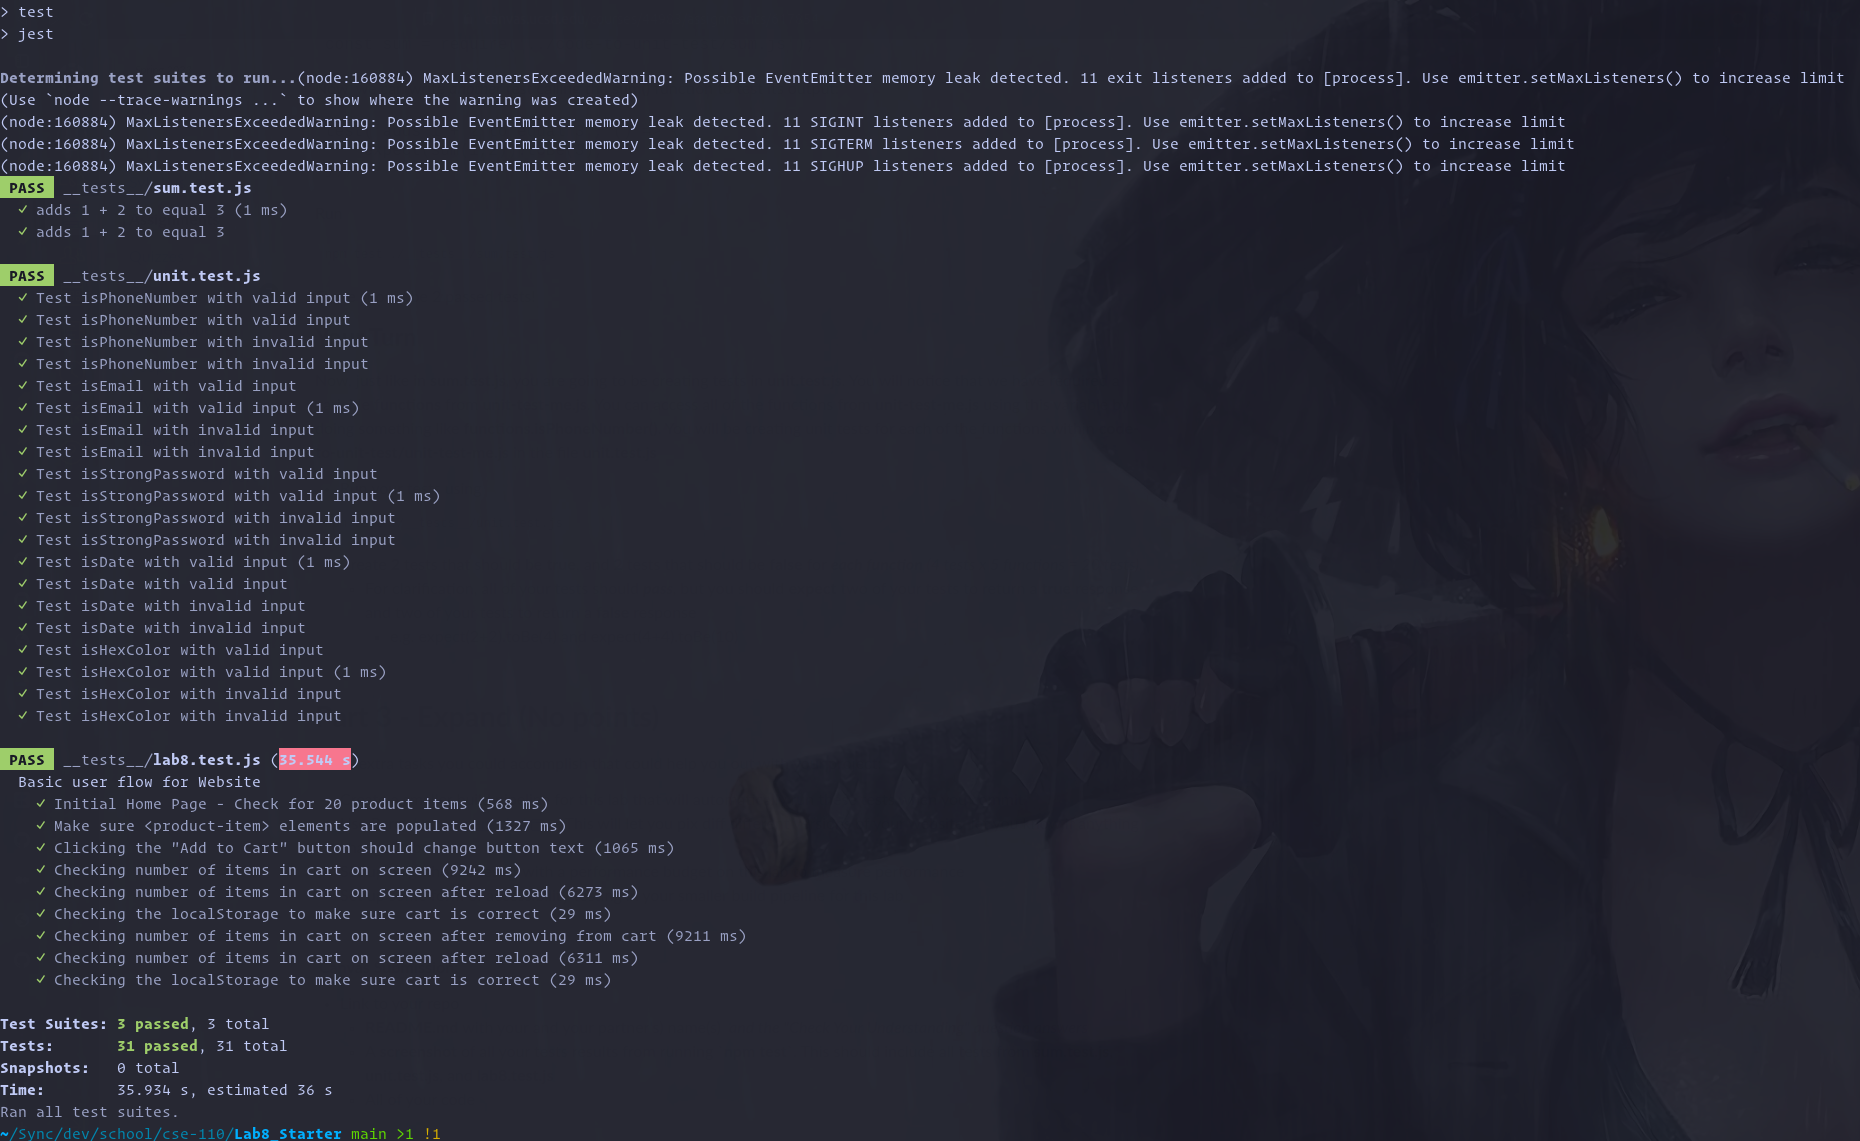 > test
> jest
Determining test suites to run...(node:160884) MaxListenersExceededWarning: Possible EventEmitter memory leak detected. 11 exit listeners added to [process]. Use emitter.setMaxListeners() to increase limit
(Use `node --trace-warnings ...` to show where the warning was created)
(node:160884) MaxListenersExceededWarning: Possible EventEmitter memory leak detected. 11 SIGINT listeners added to [process]. Use emitter.setMaxListeners() to increase limit
(node:160884) MaxListenersExceededWarning: Possible EventEmitter memory leak detected. 11 SIGTERM listeners added to [process]. Use emitter.setMaxListeners() to increase limit
(node:160884) MaxListenersExceededWarning: Possible EventEmitter memory leak detected. 11 SIGHUP listeners added to [process]. Use emitter.setMaxListeners() to increase limit
PASS __tests__/sum.test.js
✓ adds 1 + 2 to equal 3 (1 ms)
✓ adds 1 + 2 to equal 3
PASS __tests__/unit.test.js
✓ Test isPhoneNumber with valid input (1 ms)
✓ Test isPhoneNumber with valid input
✓ Test isPhoneNumber with invalid input
✓ Test isPhoneNumber with invalid input
✓ Test isEmail with valid input
✓ Test isEmail with valid input (1 ms)
✓ Test isEmail with invalid input
✓ Test isEmail with invalid input
✓ Test isStrongPassword with valid input
✓ Test isStrongPassword with valid input (1 ms)
✓ Test isStrongPassword with invalid input
✓ Test isStrongPassword with invalid input
✓ Test isDate with valid input (1 ms)
✓ Test isDate with valid input
✓ Test isDate with invalid input
✓ Test isDate with invalid input
✓ Test isHexColor with valid input
✓ Test isHexColor with valid input (1 ms)
✓ Test isHexColor with invalid input
✓ Test isHexColor with invalid input
PASS __tests__/lab8.test.js (35.544 s)
Basic user flow for Website
✓ Initial Home Page - Check for 20 product items (568 ms)
✓ Make sure <product-item> elements are populated (1327 ms)
✓ Clicking the "Add to Cart" button should change button text (1065 ms)
✓ Checking number of items in cart on screen (9242 ms)
✓ Checking number of items in cart on screen after reload (6273 ms)
✓ Checking the localStorage to make sure cart is correct (29 ms)
✓ Checking number of items in cart on screen after removing from cart (9211 ms)
✓ Checking number of items in cart on screen after reload (6311 ms)
✓ Checking the localStorage to make sure cart is correct (29 ms)
Test Suites: 3 passed, 3 total
Tests: 31 passed, 31 total
Snapshots: 0 total
Time: 35.934 s, estimated 36 s
Ran all test suites.
~/Sync/dev/school/cse-110/Lab8_Starter main >1 !1